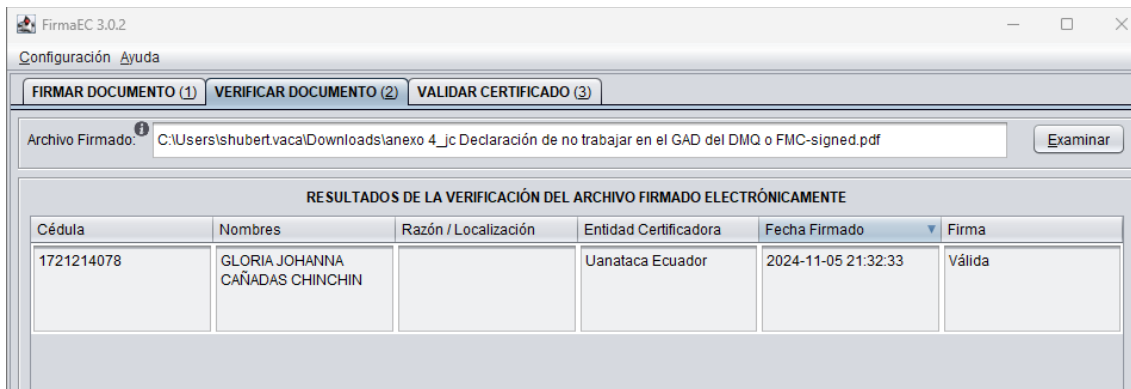 FirmaEC 3.0.2
Configuración Ayuda
FIRMAR DOCUMENTO (1) VERIFICAR DOCUMENTO (2) VALIDAR CERTIFICADO (3)
Archivo Firmado: C:\Users\shubert.vaca\Downloads\anexo 4_jc Declaración de no trabajar en el GAD del DMQ o FMC-signed.pdf Examinar
RESULTADOS DE LA VERIFICACIÓN DEL ARCHIVO FIRMADO ELECTRÓNICAMENTE
Cédula Nombres Razón / Localización Entidad Certificadora Fecha Firmado Firma
1721214078 GLORIA JOHANNA Uanataca Ecuador 2024-11-05 21:32:33 Válida
CAÑADAS CHINCHIN